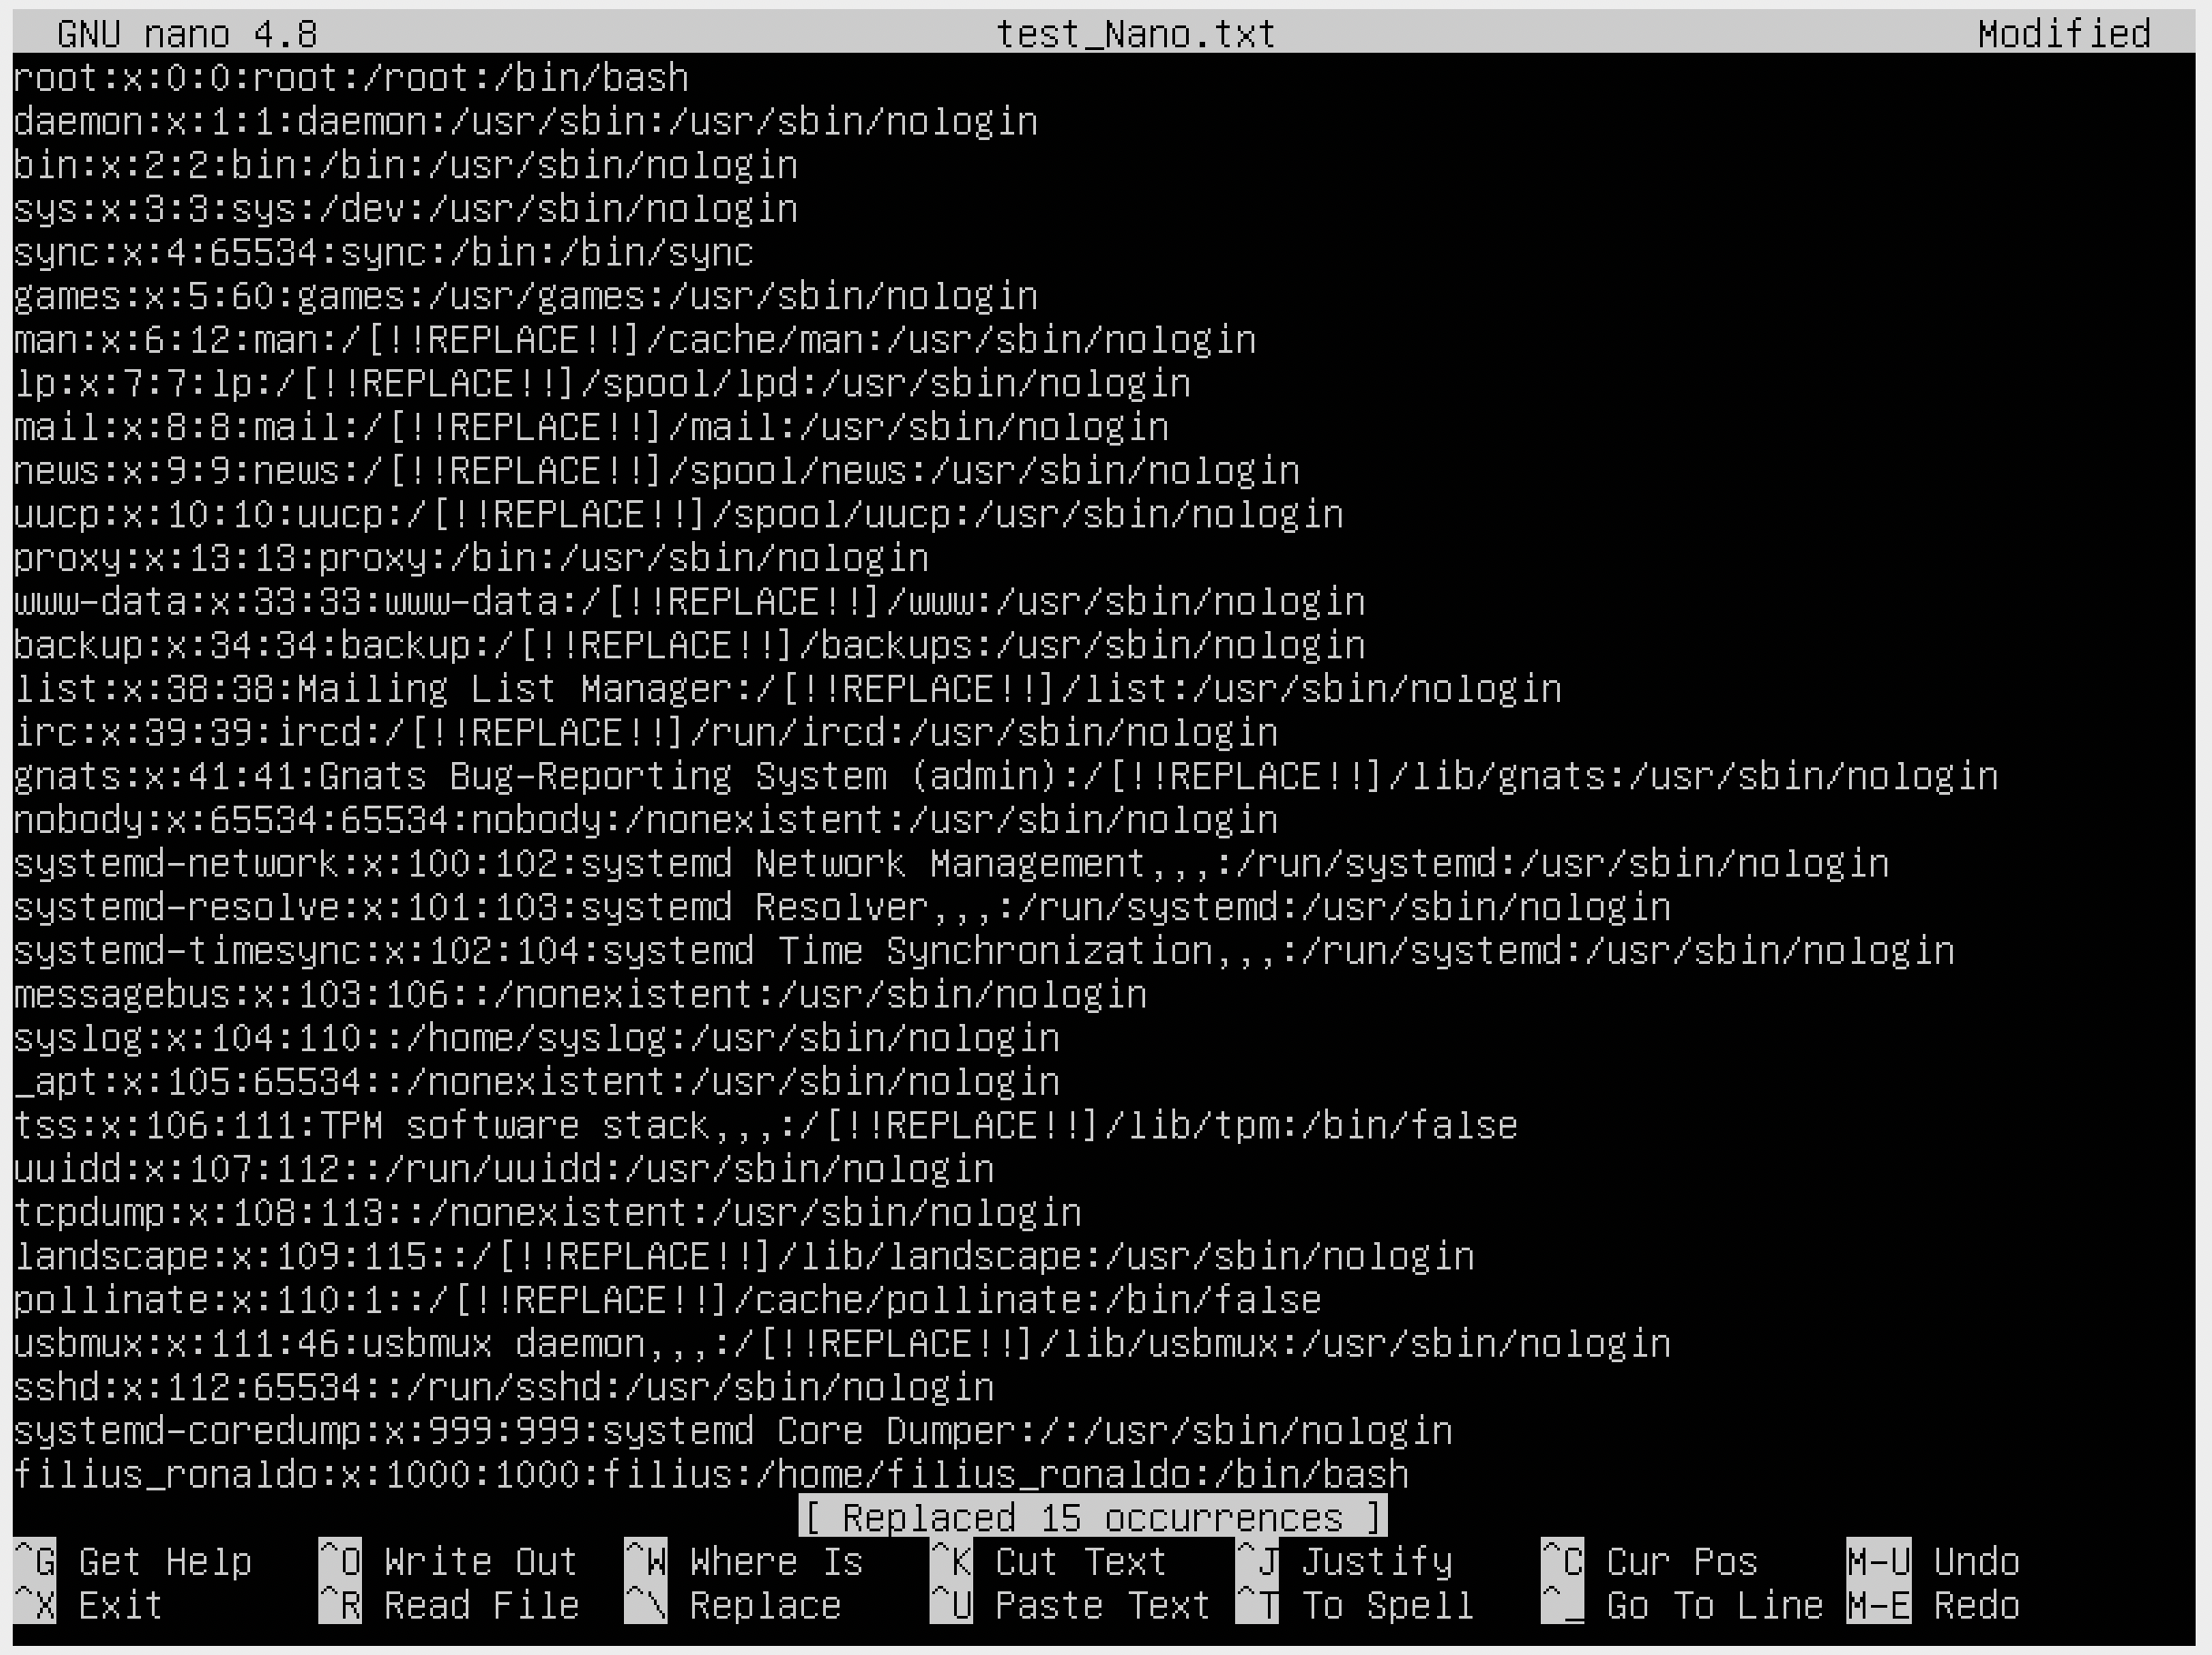 GNU nano 4.8 test_Nano.txt Modified
root:x:0:0:root:/root:/bin/bash
daemon:x:1:1:daemon:/usr/sbin:/usr/sbin/nologin
bin:x:2:2:bin:/bin:/usr/sbin/nologin
sys:x:3:3:sys:/dev:/usr/sbin/nologin
sync:x:4:65534:sync:/bin:/bin/sync
games:x:5:60:games:/usr/games:/usr/sbin/nologin
man:x:6:12:man:/[!!REPLACE!!]/cache/man:/usr/sbin/nologin
lp:x:7:7:lp:/[!!REPLACE!!]/spool/lpd:/usr/sbin/nologin
mail:x:8:8:mail:/[!!REPLACE!!]/mail:/usr/sbin/nologin
news:x:9:9:news:/[!!REPLACE!!]/spool/news:/usr/sbin/nologin
uucp:x:10:10:uucp:/[!!REPLACE!!]/spool/uucp:/usr/sbin/nologin
proxy:x:13:13:proxy:/bin:/usr/sbin/nologin
www-data:x:33:33:www-data:/[!!REPLACE!!]/www:/usr/sbin/nologin
backup:x:34:34:backup:/[!!REPLACE!!]/backups:/usr/sbin/nologin
list:x:38:38:Mailing List Manager:/[!!REPLACE!!]/list:/usr/sbin/nologin
irc:x:39:39:ircd:/[!!REPLACE!!]/run/ircd:/usr/sbin/nologin
gnats:x:41:41:Gnats Bug-Reporting System (admin):/[!!REPLACE!!]/lib/gnats:/usr/sbin/nologin
nobody:x:65534:65534:nobody:/nonexistent:/usr/sbin/nologin
systemd-network:x:100:102:systemd Network Management,,,:/run/systemd:/usr/sbin/nologin
systemd-resolve:x:101:103:systemd Resolver,,,:/run/systemd:/usr/sbin/nologin
systemd-timesync:x:102:104:systemd Time Synchronization,,,:/run/systemd:/usr/sbin/nologin
messagebus:x:103:106::/nonexistent:/usr/sbin/nologin
syslog:x:104:110::/home/syslog:/usr/sbin/nologin
_apt:x:105:65534::/nonexistent:/usr/sbin/nologin
tss:x:106:111:TPM software stack,,,:/[!!REPLACE!!]/lib/tpm:/bin/false
uuidd:x:107:112::/run/uuidd:/usr/sbin/nologin
tcpdump:x:108:113::/nonexistent:/usr/sbin/nologin
landscape:x:109:115::/[!!REPLACE!!]/lib/landscape:/usr/sbin/nologin
pollinate:x:110:1::/[!!REPLACE!!]/cache/pollinate:/bin/false
usbmux:x:111:46:usbmux daemon,,,:/[!!REPLACE!!]/lib/usbmux:/usr/sbin/nologin
sshd:x:112:65534::/run/sshd:/usr/sbin/nologin
systemd-coredump:x:999:999:systemd Core Dumper:/:/usr/sbin/nologin
filius_ronaldo:x:1000:1000:filius:/home/filius_ronaldo:/bin/bash
[ Replaced 15 occurrences ]
^G Get Help ^O Write Out ^W Where Is ^K Cut Text ^J Justify ^C Cur Pos M-U Undo
^X Exit ^R Read File ^\ Replace ^U Paste Text ^T To Spell ^_ Go To Line M-E Redo